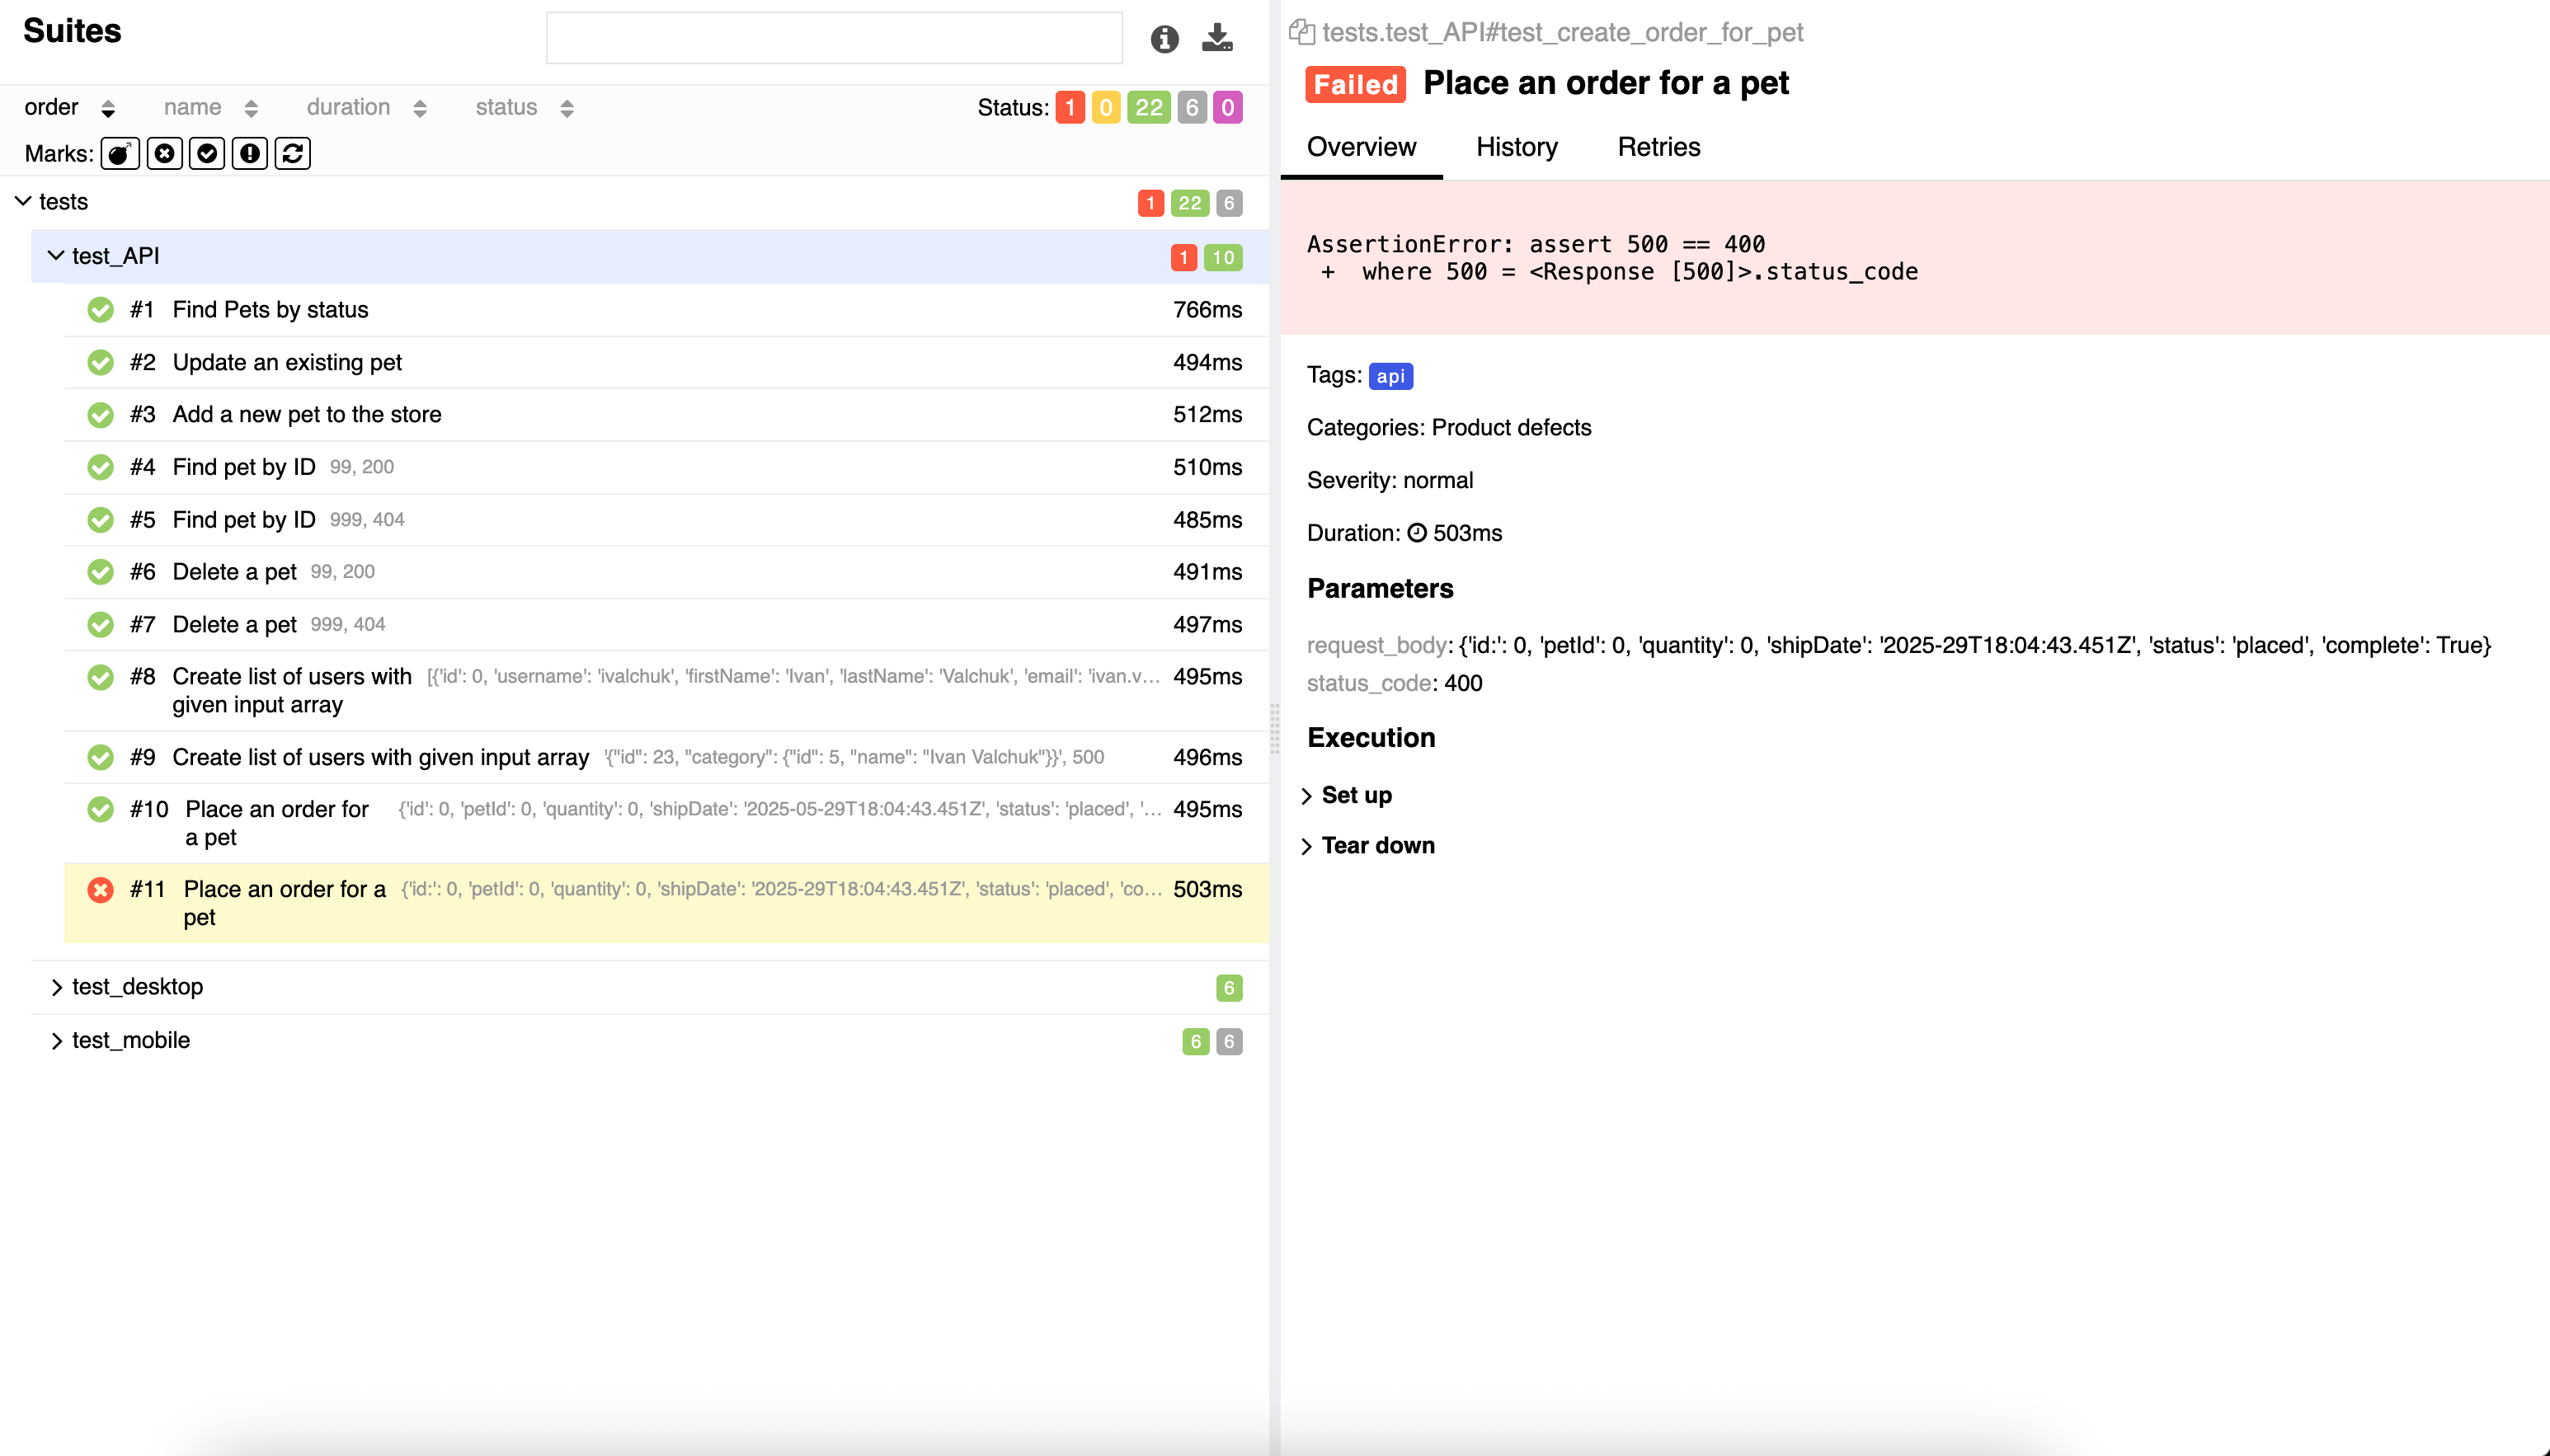 Suites
order name duration status Status: 1 0 22 6 0
Marks:
tests 1 22 6
test_API 1 10
#1 Find Pets by status 766ms
#2 Update an existing pet 494ms
#3 Add a new pet to the store 512ms
#4 Find pet by ID 99, 200 510ms
#5 Find pet by ID 999, 404 485ms
#6 Delete a pet 99, 200 491ms
#7 Delete a pet 999, 404 497ms
#8 Create list of users with [{'id': 0, 'username': 'ivalchuk', 'firstName': 'Ivan', 'lastName': 'Valchuk', 'email': 'ivan.v... 495ms
given input array
#9 Create list of users with given input array '{"id": 23, "category": {"id": 5, "name": "Ivan Valchuk"}}', 500 496ms
#10 Place an order for {'id': 0, 'petId': 0, 'quantity': 0, 'shipDate': '2025-05-29T18:04:43.451Z', 'status': 'placed', '... 495ms
a pet
#11 Place an order for a {'id:': 0, 'petId': 0, 'quantity': 0, 'shipDate': '2025-29T18:04:43.451Z', 'status': 'placed', 'co... 503ms
pet
test_desktop 6
test_mobile 6 6
tests.test_API#test_create_order_for_pet
Failed Place an order for a pet
Overview History Retries
AssertionError: assert 500 == 400
+ where 500 = <Response [500]>.status_code
Tags: api
Categories: Product defects
Severity: normal
Duration: 503ms
Parameters
request_body: {'id:': 0, 'petId': 0, 'quantity': 0, 'shipDate': '2025-29T18:04:43.451Z', 'status': 'placed', 'complete': True}
status_code: 400
Execution
Set up
Tear down